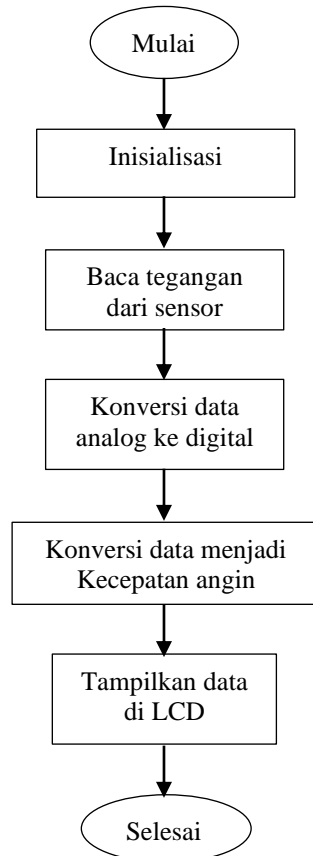 Mulai
Inisialisasi
Baca tegangan
dari sensor
Konversi data
analog ke digital
Konversi data menjadi
Kecepatan angin
Tampilkan data
di LCD
Selesai